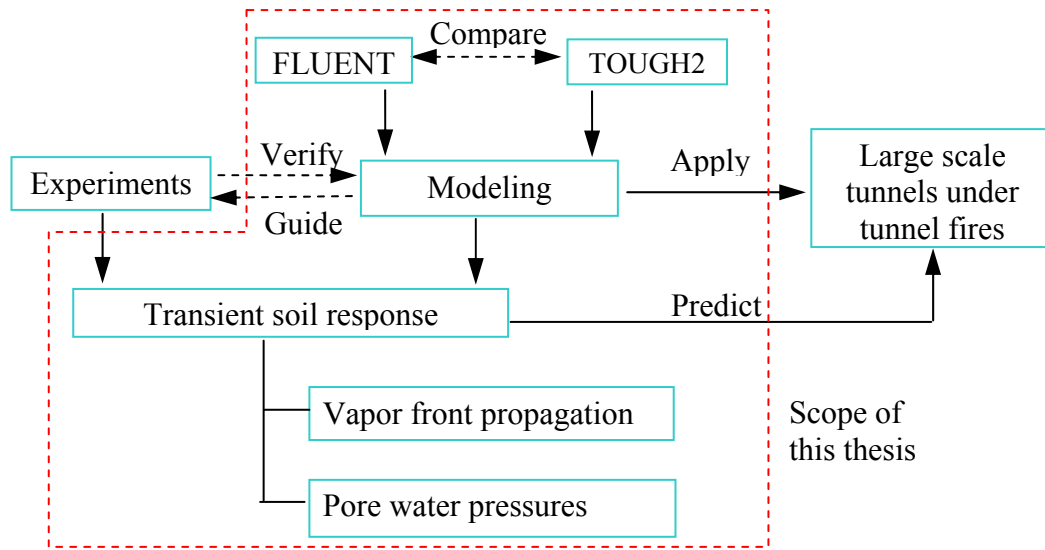 Compare
FLUENT
TOUGH2
Experiments
Verify
Guide
Modeling
Apply
Large scale
tunnels under
tunnel fires
Transient soil response
Predict
Vapor front propagation
Pore water pressures
Scope of
this thesis